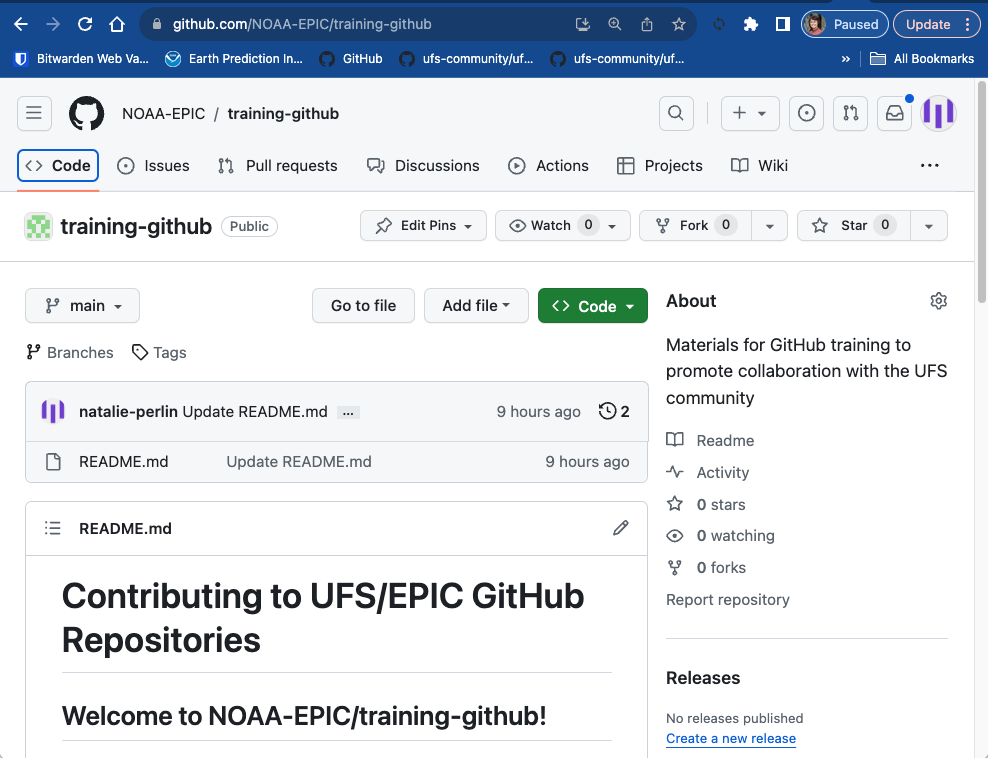 github.com/NOAA-EPIC/training-github
Paused
Update
Bitwarden Web Va...
Earth Prediction In...
GitHub
ufs-community/uf...
ufs-community/uf...
»
All Bookmarks
NOAA-EPIC / training-github
Code
Issues
Pull requests
Discussions
Actions
Projects
Wiki
training-github
Public
Edit Pins
Watch 0
Fork 0
Star 0
main
Go to file
Add file
Code
Branches
Tags
natalie-perlin Update README.md ...
9 hours ago
2
README.md
Update README.md
9 hours ago
README.md
Contributing to UFS/EPIC GitHub
Repositories
Welcome to NOAA-EPIC/training-github!
About
Materials for GitHub training to
promote collaboration with the UFS
community
Readme
Activity
0 stars
0 watching
0 forks
Report repository
Releases
No releases published
Create a new release